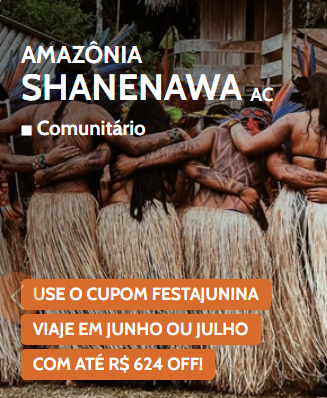 AMAZÔNIA
SHANENAWA AC
Comunitário
USE O CUPOM FESTAJUNINA
VIAJE EM JUNHO OU JULHO
COM ATÉ R$ 624 OFF!